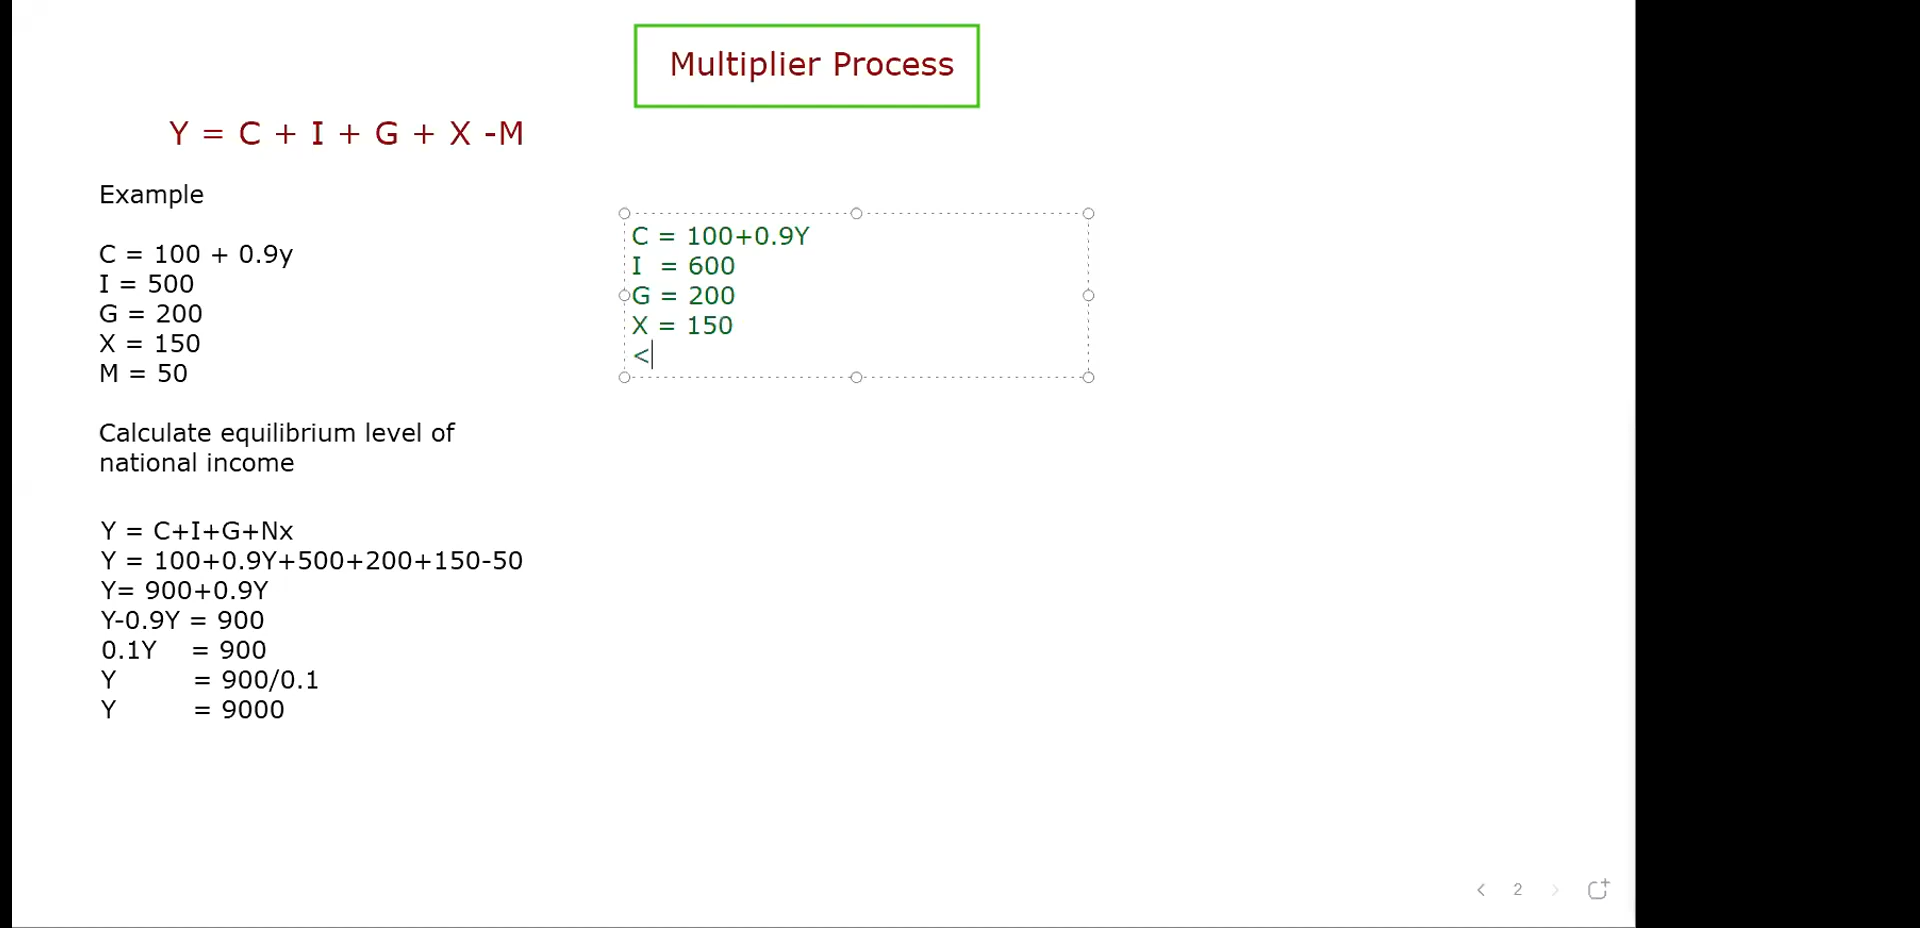 Multiplier Process
Y = C + I + G + X -M
Example
C = 100 + 0.9y
I = 500
G = 200
X = 150
M = 50
Calculate equilibrium level of
national income
Y = C+I+G+Nx
Y = 100+0.9Y+500+200+150-50
Y= 900+0.9Y
Y-0.9Y = 900
0.1Y = 900
Y = 900/0.1
Y = 9000
C = 100+0.9Y
I = 600
G = 200
X = 150
<
2